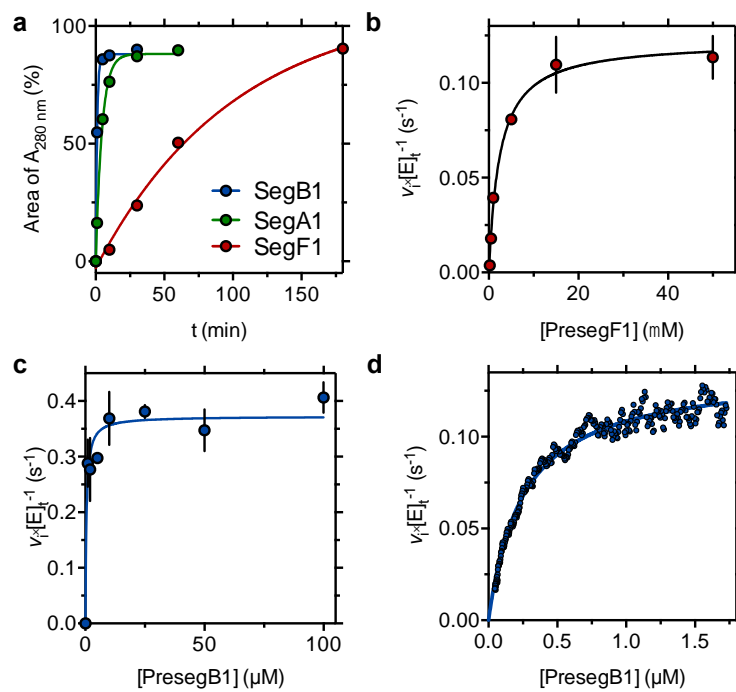 a
Area of A280 nm (%)
100
50
0
0 50 100 150
t (min)
SegB1
SegA1
SegF1
b
vi×[E]t-1 (s-1)
0.10
0.05
0.00
0 20 40
[PresegF1] (mM)
c
vi×[E]t-1 (s-1)
0.4
0.3
0.2
0.1
0.0
0 50 100
[PresegB1] (µM)
d
vi×[E]t-1 (s-1)
0.10
0.05
0.00
0.0 0.5 1.0 1.5
[PresegB1] (µM)